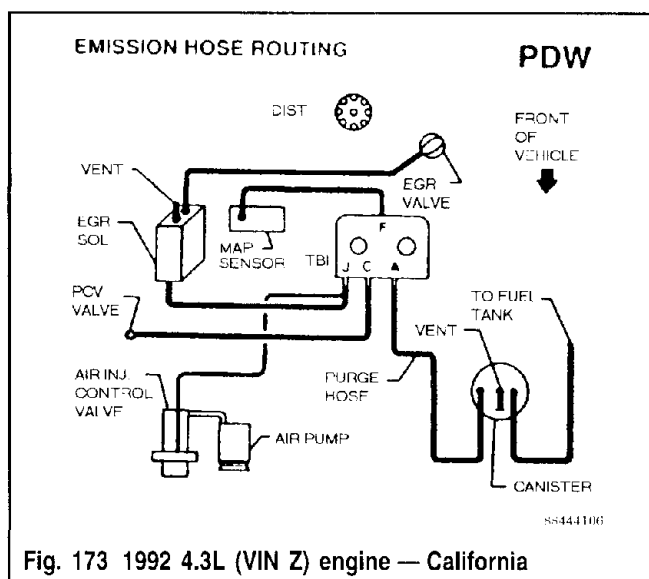 EMISSION HOSE ROUTING
PDW
DIST
FRONT
OF
VEHICLE
VENT
EGR
VALVE
EGR
SOL
MAP
SENSOR
TBI
F
J C A
PCV
VALVE
TO FUEL
TANK
VENT
PURGE
HOSE
AIR INJ.
CONTROL
VALVE
AIR PUMP
CANISTER
88444106
Fig. 173 1992 4.3L (VIN Z) engine — California